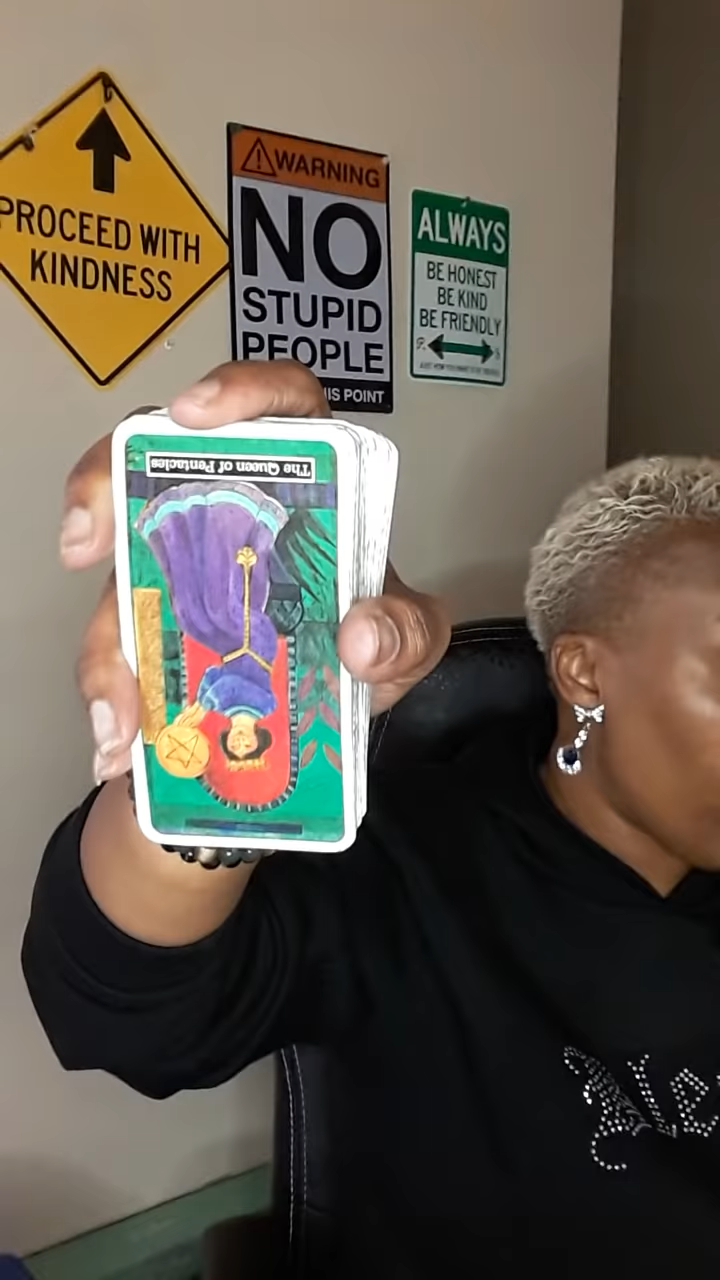 PROCEED WITH
KINDNESS
WARNING
NO
STUPID
PEOPLE
IS POINT
ALWAYS
BE HONEST
BE KIND
BE FRIENDLY
The Queen of Pentacles